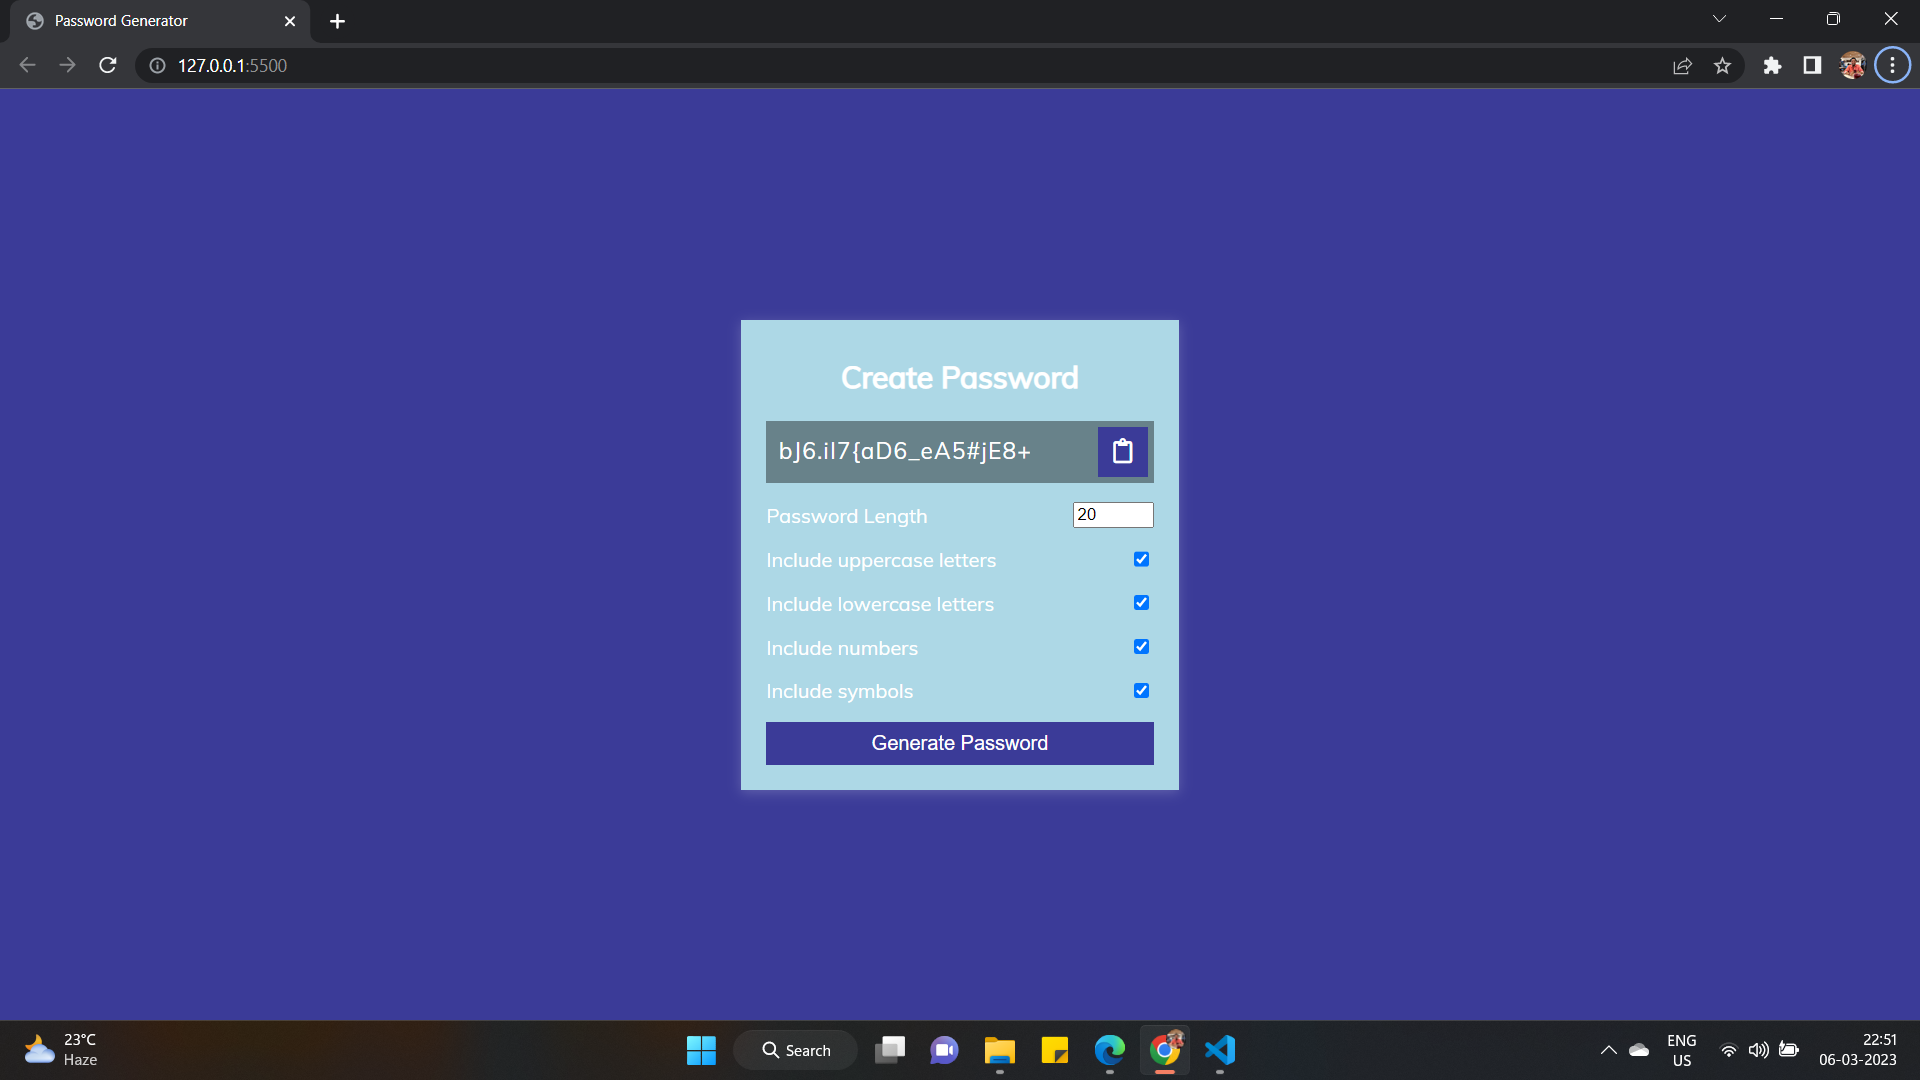 Password Generator
127.0.0.1:5500
Create Password
bJ6.iI7{aD6_eA5#jE8+
Password Length
20
Include uppercase letters
Include lowercase letters
Include numbers
Include symbols
Generate Password
23°C
Haze
Search
ENG
US
22:51
06-03-2023